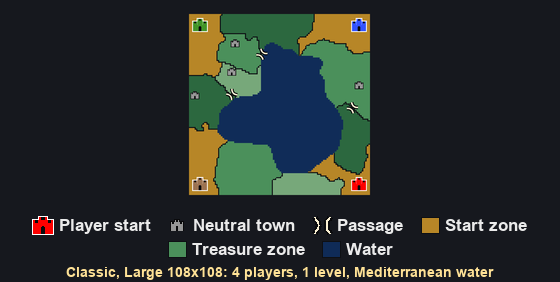 Player start Neutral town Passage Start zone
Treasure zone Water
Classic, Large 108x108: 4 players, 1 level, Mediterranean water